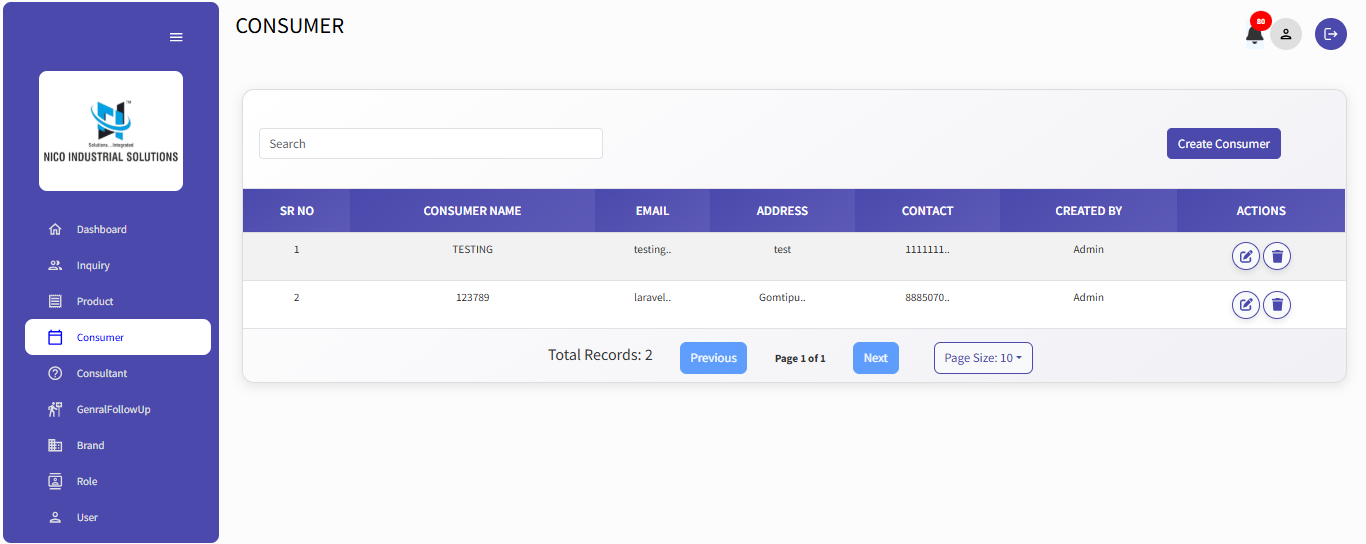 CONSUMER
80
TM
Solutions...Integrated
NICO INDUSTRIAL SOLUTIONS
Dashboard
Inquiry
Product
Consumer
Consultant
GenralFollowUp
Brand
Role
User
Search
Create Consumer
SR NO CONSUMER NAME EMAIL ADDRESS CONTACT CREATED BY ACTIONS
1 TESTING testing.. test 1111111.. Admin
2 123789 laravel.. Gomtipu.. 8885070.. Admin
Total Records: 2 Previous Page 1 of 1 Next Page Size: 10